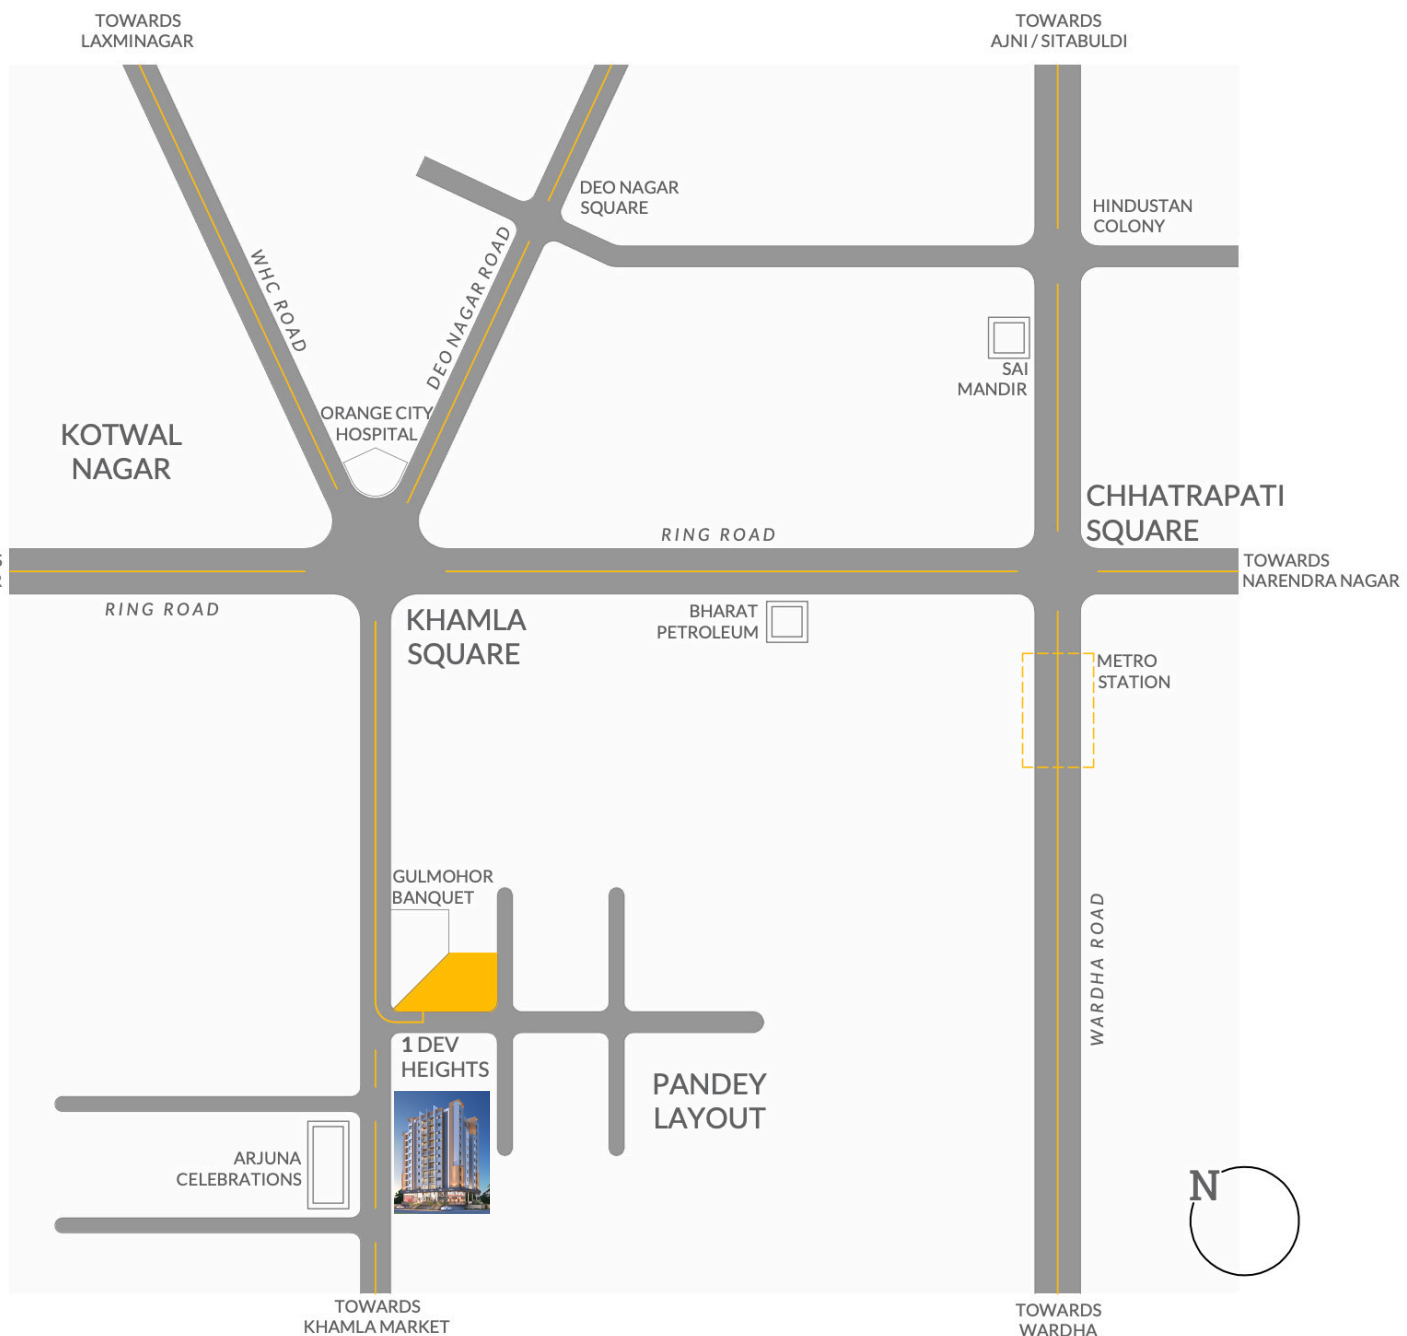 TOWARDS
LAXMINAGAR
TOWARDS
AJNI / SITABULDI
DEO NAGAR
SQUARE
HINDUSTAN
COLONY
WHC ROAD
DEO NAGAR ROAD
SAI
MANDIR
ORANGE CITY
HOSPITAL
KOTWAL
NAGAR
CHHATRAPATI
SQUARE
RING ROAD
TOWARDS
NARENDRA NAGAR
RING ROAD
KHAMLA
SQUARE
BHARAT
PETROLEUM
METRO
STATION
GULMOHOR
BANQUET
WARDHA ROAD
1 DEV
HEIGHTS
PANDEY
LAYOUT
ARJUNA
CELEBRATIONS
N
TOWARDS
KHAMLA MARKET
TOWARDS
WARDHA